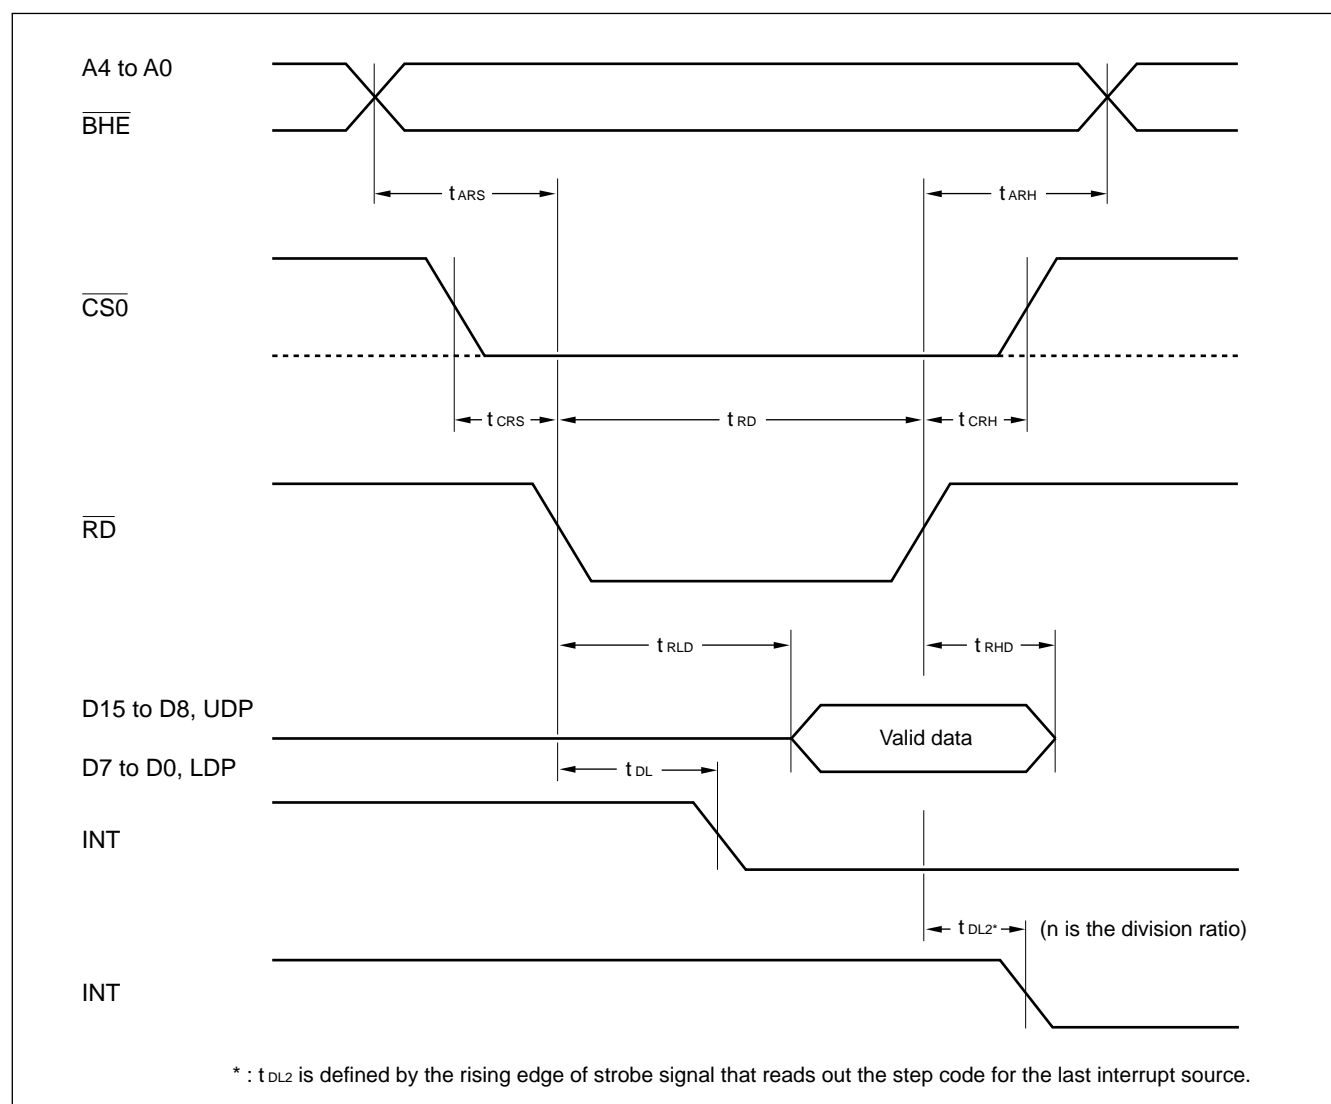 A4 to A0
BHE
tARS
tARH
CS0
tCRS
tRD
tCRH
RD
tRLD
tRHD
D15 to D8, UDP
Valid data
D7 to D0, LDP
tDL
INT
tDL2* (n is the division ratio)
INT
* : tDL2 is defined by the rising edge of strobe signal that reads out the step code for the last interrupt source.